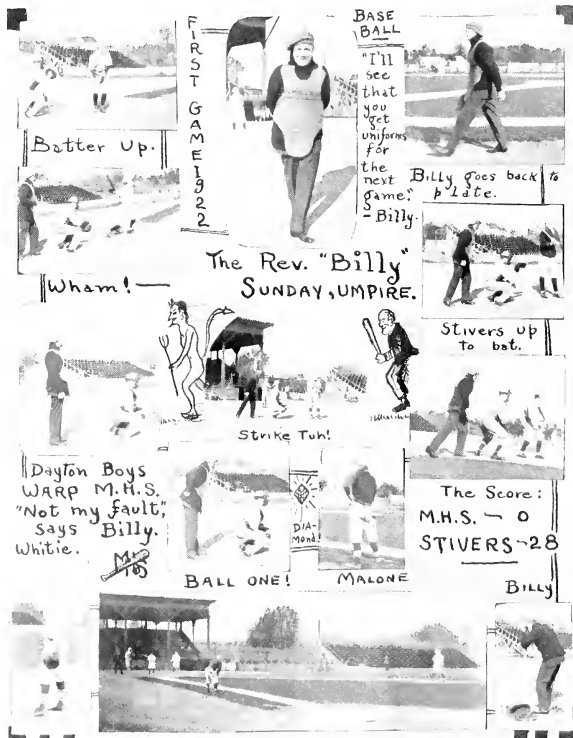 FIRST GAME 1922
BASE
BALL
"I'll
see
that
you
get
uniforms
for
the
next
game."
- Billy.
Batter Up.
Billy goes back to
plate.
The Rev. "Billy"
SUNDAY, UMPIRE.
Wham! —
Stivers up
to bat.
Strike Tuh!
Dayton Boys
WARP M.H.S.
"Not my fault,"
says Billy.
Whitie.
DIA-
MOND!
The Score:
M.H.S. - 0
STIVERS - 28
BALL ONE!
MALONE
BILLY